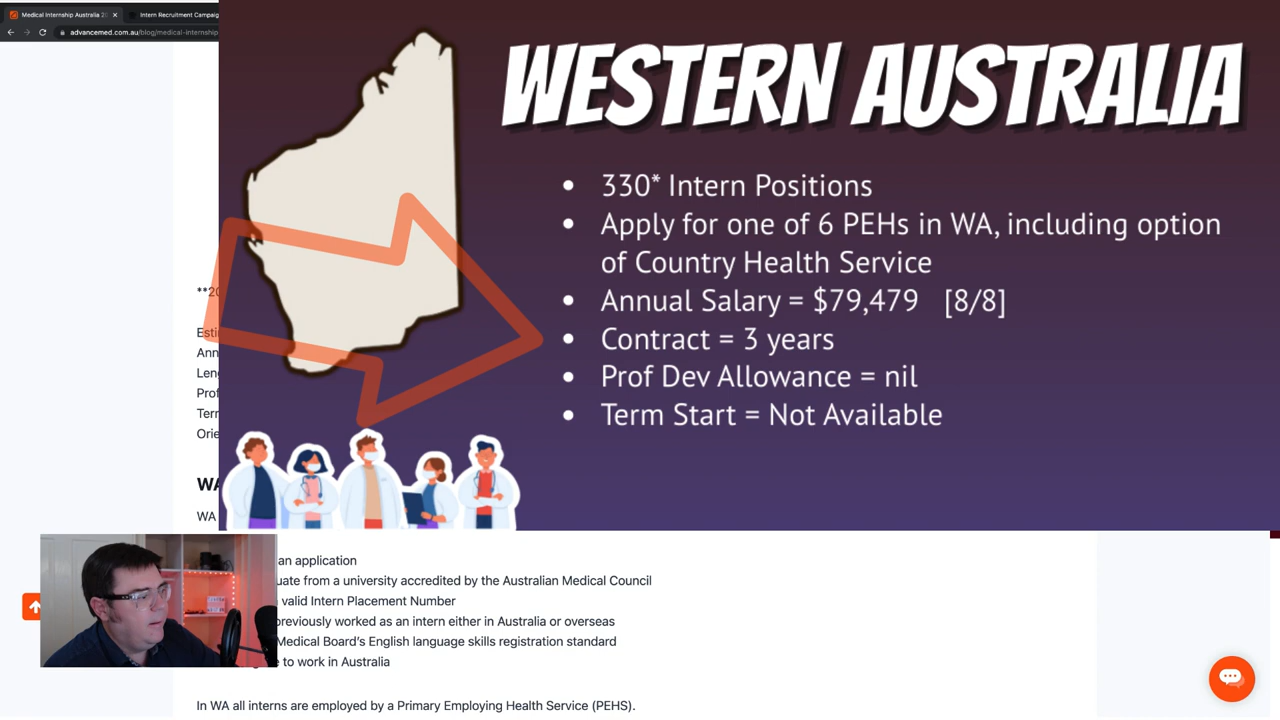 Medical Internship Australia 2
Intern Recruitment Campaig
advancemed.com.au/blog/medical-internship
WESTERN AUSTRALIA
• 330* Intern Positions
• Apply for one of 6 PEHs in WA, including option
of Country Health Service
• Annual Salary = $79,479 [8/8]
• Contract = 3 years
• Prof Dev Allowance = nil
• Term Start = Not Available
**20
Esti
Ann
Leng
Prof
Term
Orie
WA
WA
an application
uate from a university accredited by the Australian Medical Council
valid Intern Placement Number
previously worked as an intern either in Australia or overseas
Medical Board's English language skills registration standard
e to work in Australia
In WA all interns are employed by a Primary Employing Health Service (PEHS).